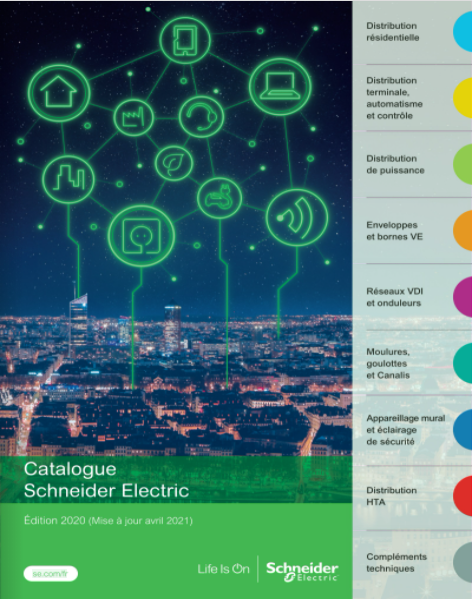 Distribution
résidentielle
Distribution
terminale,
automatisme
et contrôle
Distribution
de puissance
Enveloppes
et bornes VE
Réseaux VDI
et onduleurs
Moulures,
goulottes
et Canalis
Appareillage mural
et éclairage
de sécurité
Distribution
HTA
Compléments
techniques
Catalogue
Schneider Electric
Édition 2020 (Mise à jour avril 2021)
se.com/fr
Life Is On
Schneider
Electric